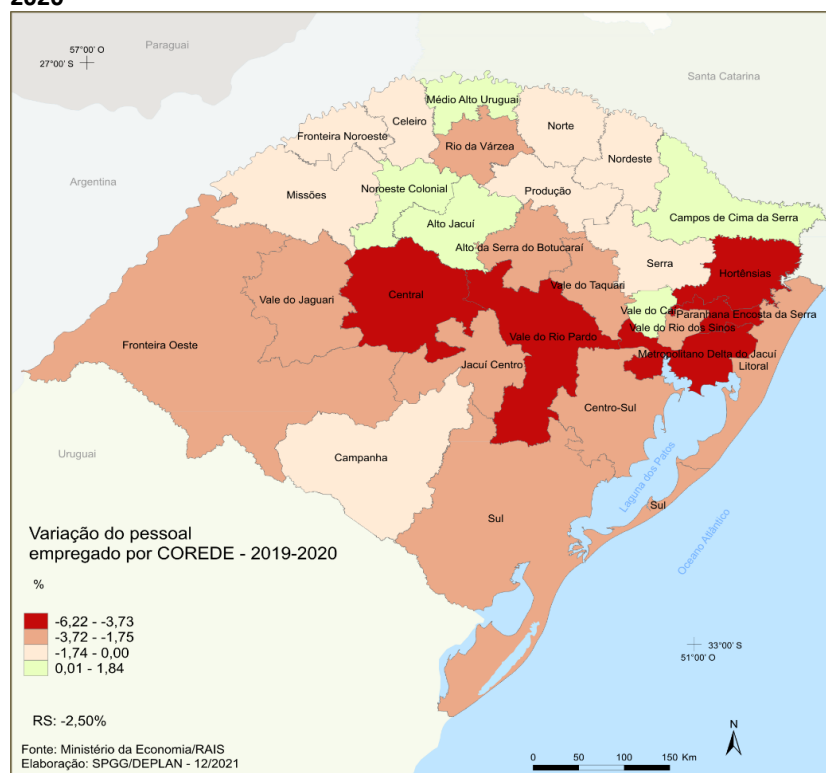 2020
Paraguai
57°00' O
27°00' S
Santa Catarina
Médio Alto Uruguai
Celeiro
Norte
Fronteira Noroeste
Rio da Várzea
Nordeste
Argentina
Missões
Noroeste Colonial
Produção
Campos de Cima da Serra
Alto Jacuí
Alto da Serra do Botucaraí
Serra
Hortênsias
Vale do Taquari
Central
Vale do Jaguari
Vale do Caí
Paranhana Encosta da Serra
Vale do Rio dos Sinos
Vale do Rio Pardo
Fronteira Oeste
Metropolitano Delta do Jacuí
Litoral
Jacuí Centro
Centro-Sul
Campanha
Uruguai
Laguna dos Patos
Sul
Sul
Oceano Atlântico
Variação do pessoal
empregado por COREDE - 2019-2020
%
-6,22 - -3,73
-3,72 - -1,75
-1,74 - 0,00
0,01 - 1,84
33°00' S
51°00' O
RS: -2,50%
N
Fonte: Ministério da Economia/RAIS
Elaboração: SPGG/DEPLAN - 12/2021
0 50 100 150 Km